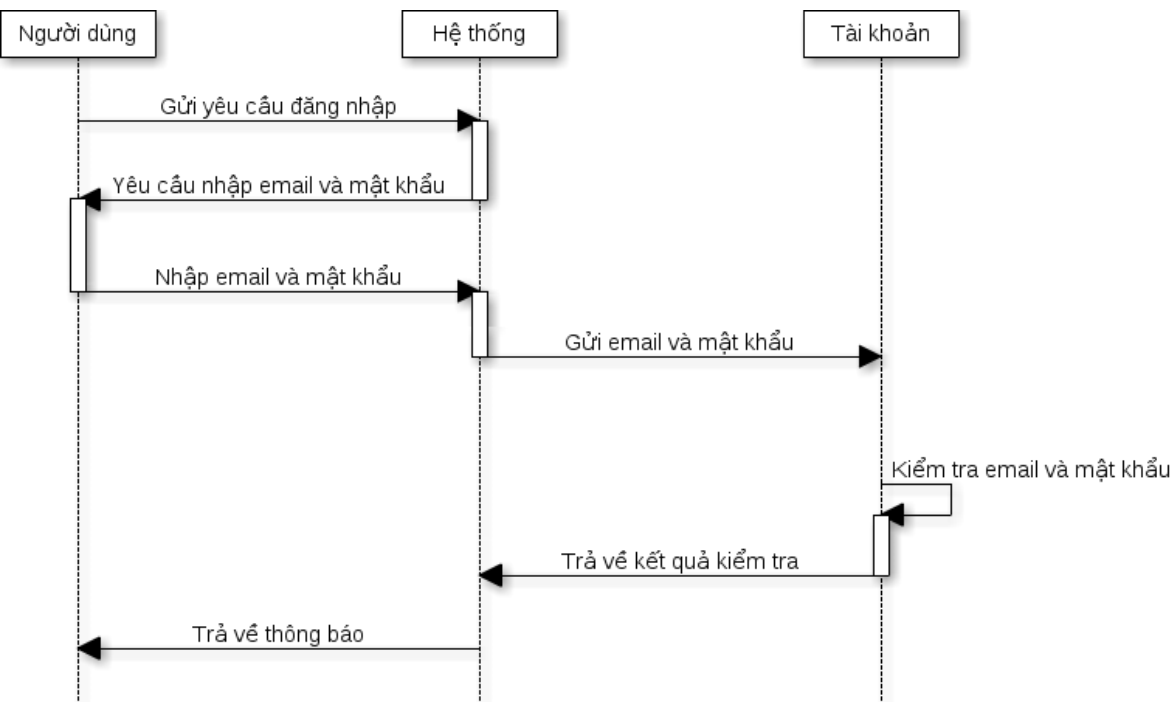 Người dùng
Hệ thống
Tài khoản
Gửi yêu cầu đăng nhập
Yêu cầu nhập email và mật khẩu
Nhập email và mật khẩu
Gửi email và mật khẩu
Kiểm tra email và mật khẩu
Trả về kết quả kiểm tra
Trả về thông báo